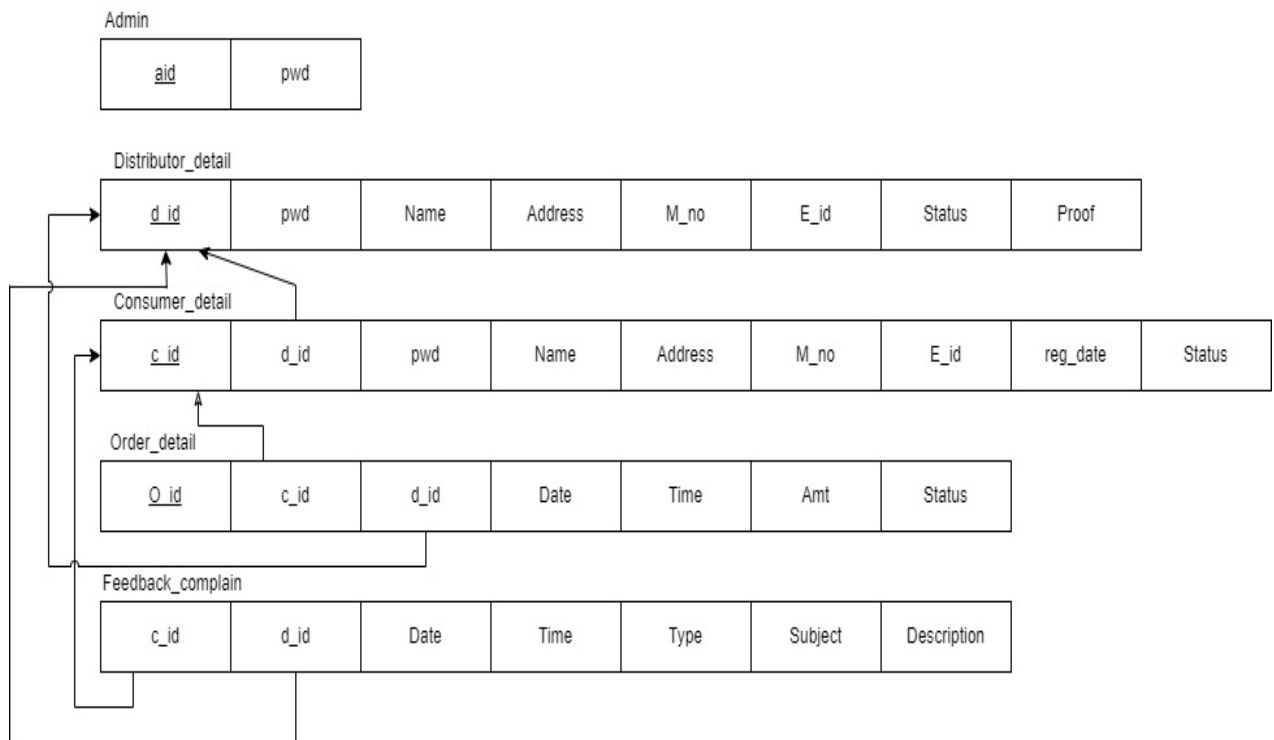 Admin
aid pwd
Distributor_detail
d_id pwd Name Address M_no E_id Status Proof
Consumer_detail
c_id d_id pwd Name Address M_no E_id reg_date Status
Order_detail
O_id c_id d_id Date Time Amt Status
Feedback_complain
c_id d_id Date Time Type Subject Description